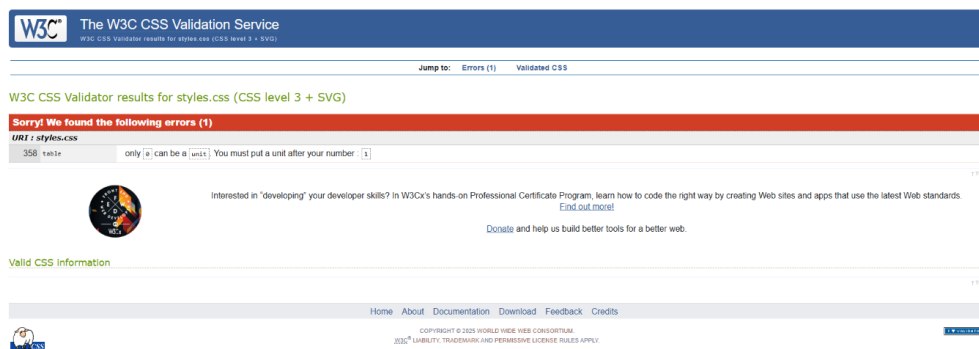 W3C®
The W3C CSS Validation Service
W3C CSS Validator results for styles.css (CSS level 3 + SVG)
Jump to: Errors (1) Validated CSS
W3C CSS Validator results for styles.css (CSS level 3 + SVG)
Sorry! We found the following errors (1)
URI : styles.css
358 table only 0 can be a unit. You must put a unit after your number : 1
Interested in "developing" your developer skills? In W3Cx's hands-on Professional Certificate Program, learn how to code the right way by creating Web sites and apps that use the latest Web standards.
Find out more!
Donate and help us build better tools for a better web.
Valid CSS information
Home About Documentation Download Feedback Credits
COPYRIGHT © 2025 WORLD WIDE WEB CONSORTIUM.
W3C® LIABILITY, TRADEMARK AND PERMISSIVE LICENSE RULES APPLY.
CSS